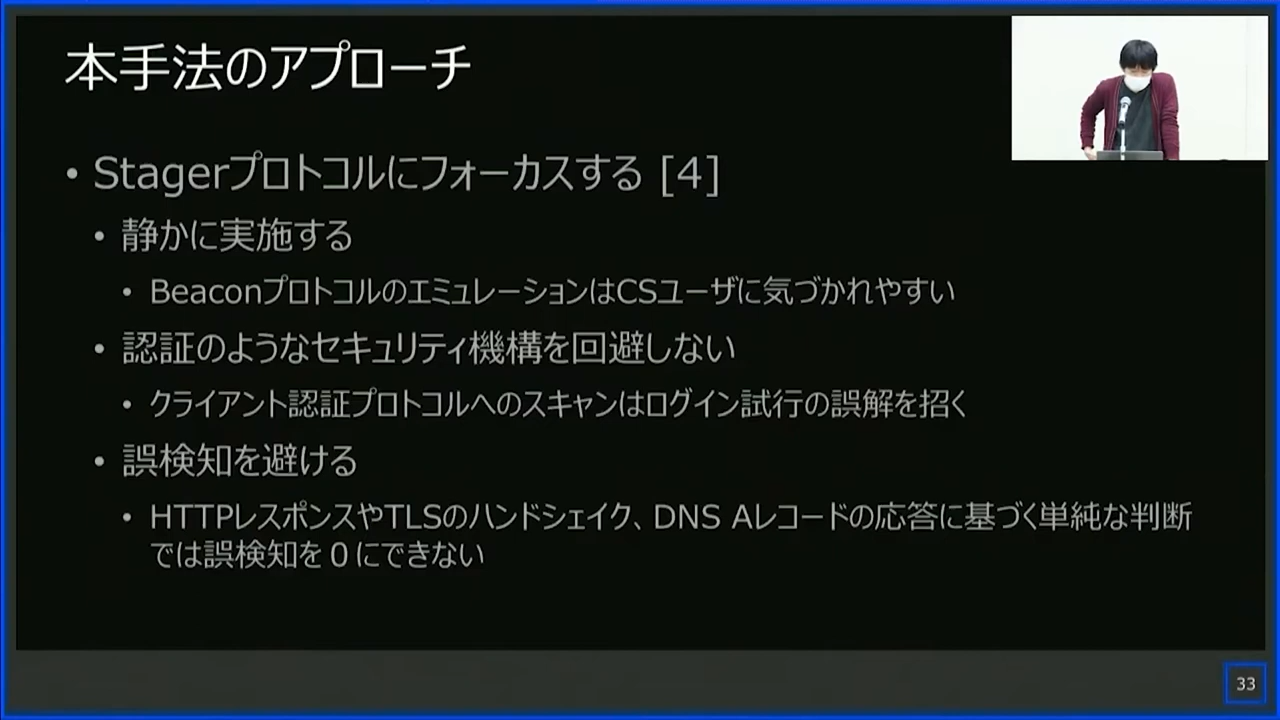 本手法のアプローチ
• Stagerプロトコルにフォーカスする [4]
• 静かに実施する
• BeaconプロトコルのエミュレーションはCSユーザに気づかれやすい
• 認証のようなセキュリティ機構を回避しない
• クライアント認証プロトコルへのスキャンはログイン試行の誤解を招く
• 誤検知を避ける
• HTTPレスポンスやTLSのハンドシェイク、DNS Aレコードの応答に基づく単純な判断
では誤検知を０にできない
33